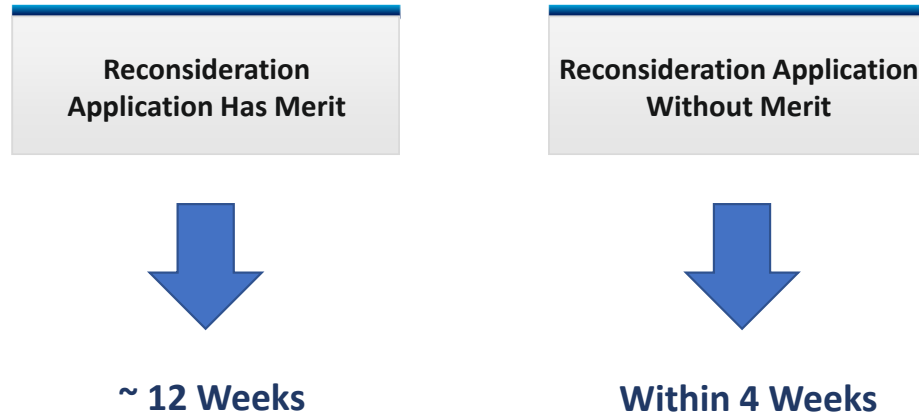 Reconsideration
Application Has Merit
Reconsideration Application
Without Merit
~ 12 Weeks
Within 4 Weeks